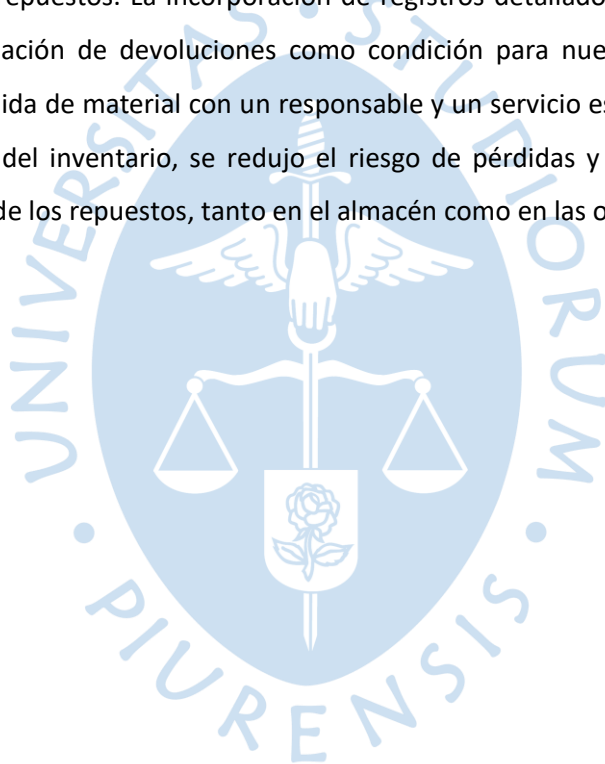 epuestos. La incorporación de registros detallado
ación de devoluciones como condición para nue
ida de material con un responsable y un servicio es
del inventario, se redujo el riesgo de pérdidas y
de los repuestos, tanto en el almacén como en las o
UNIVERSITAS • STUDIORUM • PIURENSIS •